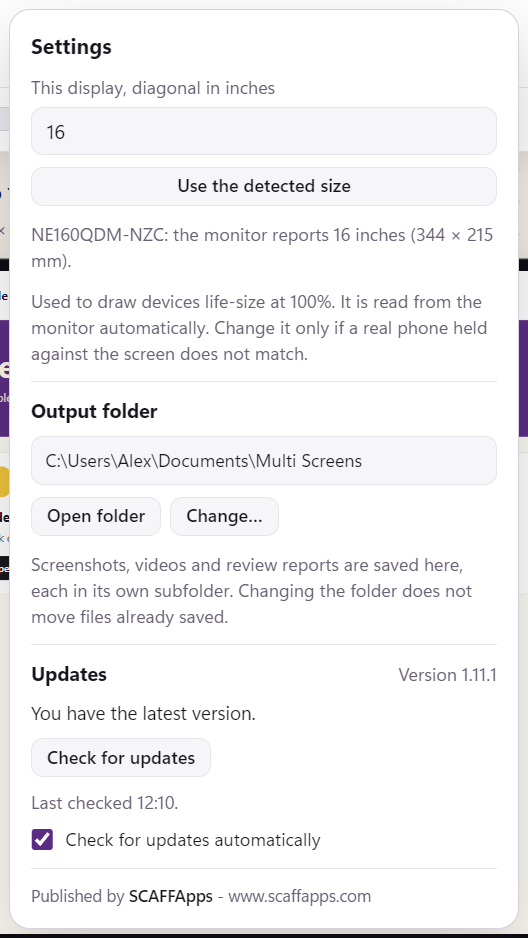 Settings
This display, diagonal in inches
16
Use the detected size
NE160QDM-NZC: the monitor reports 16 inches (344 × 215
mm).
Used to draw devices life-size at 100%. It is read from the
monitor automatically. Change it only if a real phone held
against the screen does not match.
Output folder
C:\Users\Alex\Documents\Multi Screens
Open folder
Change...
Screenshots, videos and review reports are saved here,
each in its own subfolder. Changing the folder does not
move files already saved.
Updates
Version 1.11.1
You have the latest version.
Check for updates
Last checked 12:10.
Check for updates automatically
Published by SCAFFApps - www.scaffapps.com